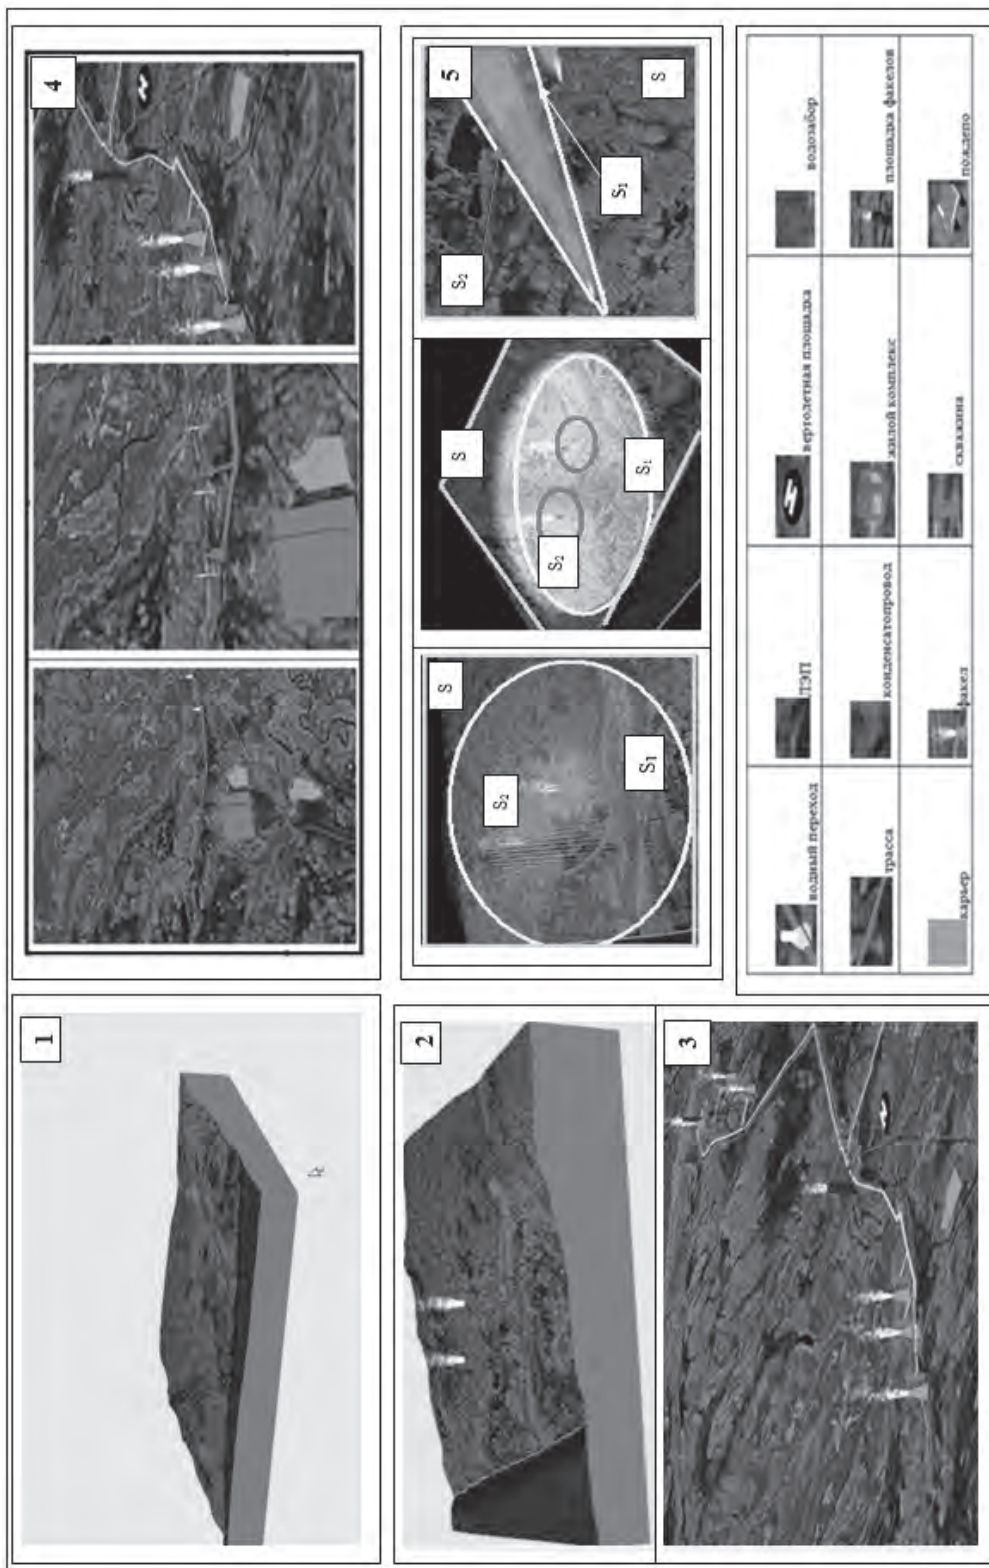 1
4
2
3
5
S
S₂
S₁
S
S₂
S₁
S₂
S₁
S
водный переход
ЛЭП
вертолетная площадка
водозабор
трасса
конденсатопровод
жилой комплекс
площадка факелов
карьер
факел
скважина
пождепо